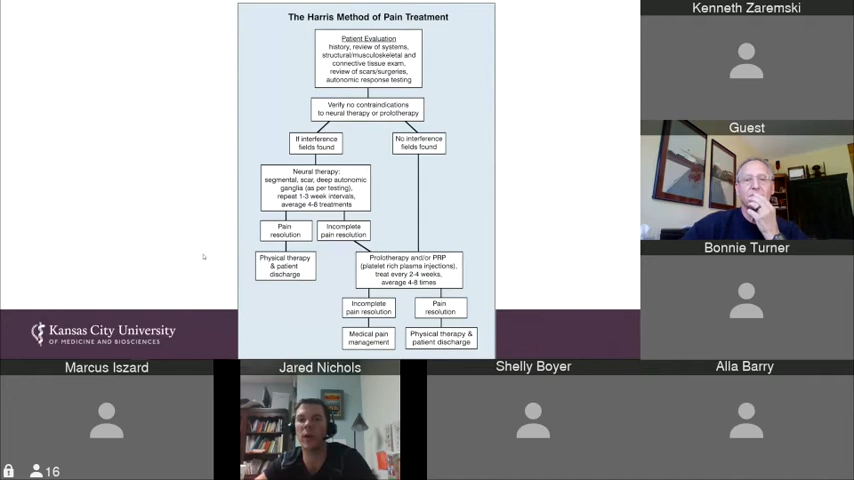 The Harris Method of Pain Treatment
Patient Evaluation
history, review of systems,
structural/musculoskeletal and
connective tissue exam,
review of scars/surgeries,
autonomic response testing
Verify no contraindications
to neural therapy or prolotherapy
If interference
fields found
No interference
fields found
Neural therapy:
segmental, scar, deep autonomic
ganglia (as per testing),
repeat 1-3 week intervals,
average 4-8 treatments
Pain
resolution
Incomplete
pain resolution
Physical therapy
& patient
discharge
Prolotherapy and/or PRP
(platelet rich plasma injections),
treat every 2-4 weeks,
average 4-8 times
Incomplete
pain resolution
Pain
resolution
Medical pain
management
Physical therapy &
patient discharge
Kansas City University
OF MEDICINE AND BIOSCIENCES
Kenneth Zaremski
Guest
Bonnie Turner
Marcus Iszard
Jared Nichols
Shelly Boyer
Alla Barry
16